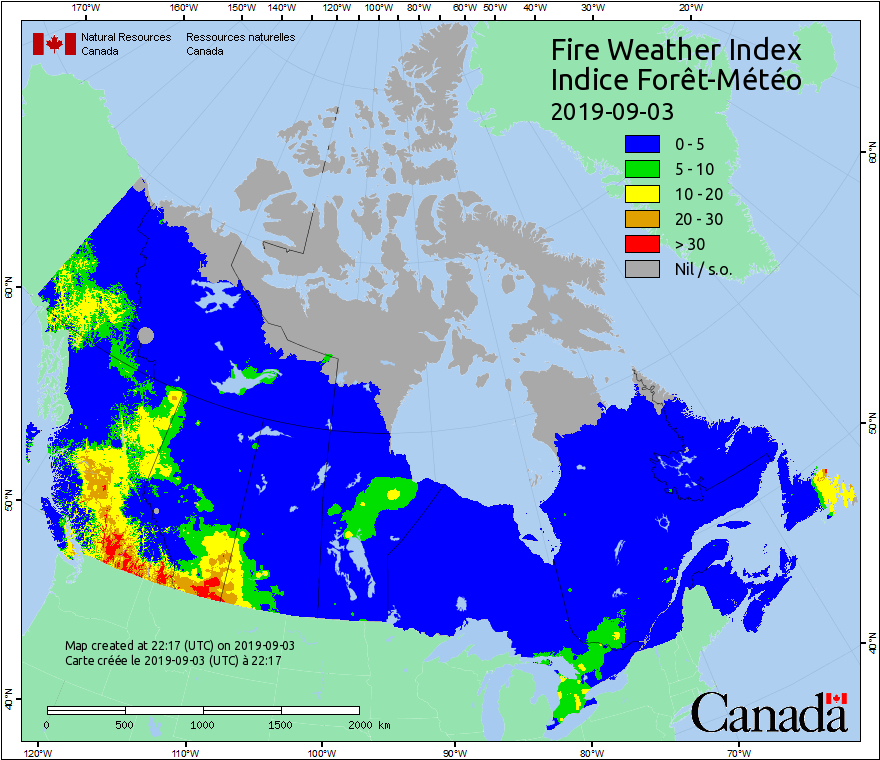 170°W 160°W 150°W 140°W 120°W 100°W 80°W 60°W 50°W 40°W 30°W 20°W
Natural Resources Ressources naturelles
Canada Canada
Fire Weather Index
Indice Forêt-Météo
2019-09-03
0 - 5
5 - 10
10 - 20
20 - 30
> 30
Nil / s.o.
60°N
60°N
50°N
50°N
40°N
40°N
Map created at 22:17 (UTC) on 2019-09-03
Carte créée le 2019-09-03 (UTC) à 22:17
0 500 1000 1500 2000 km
Canada
120°W 110°W 100°W 90°W 80°W 70°W